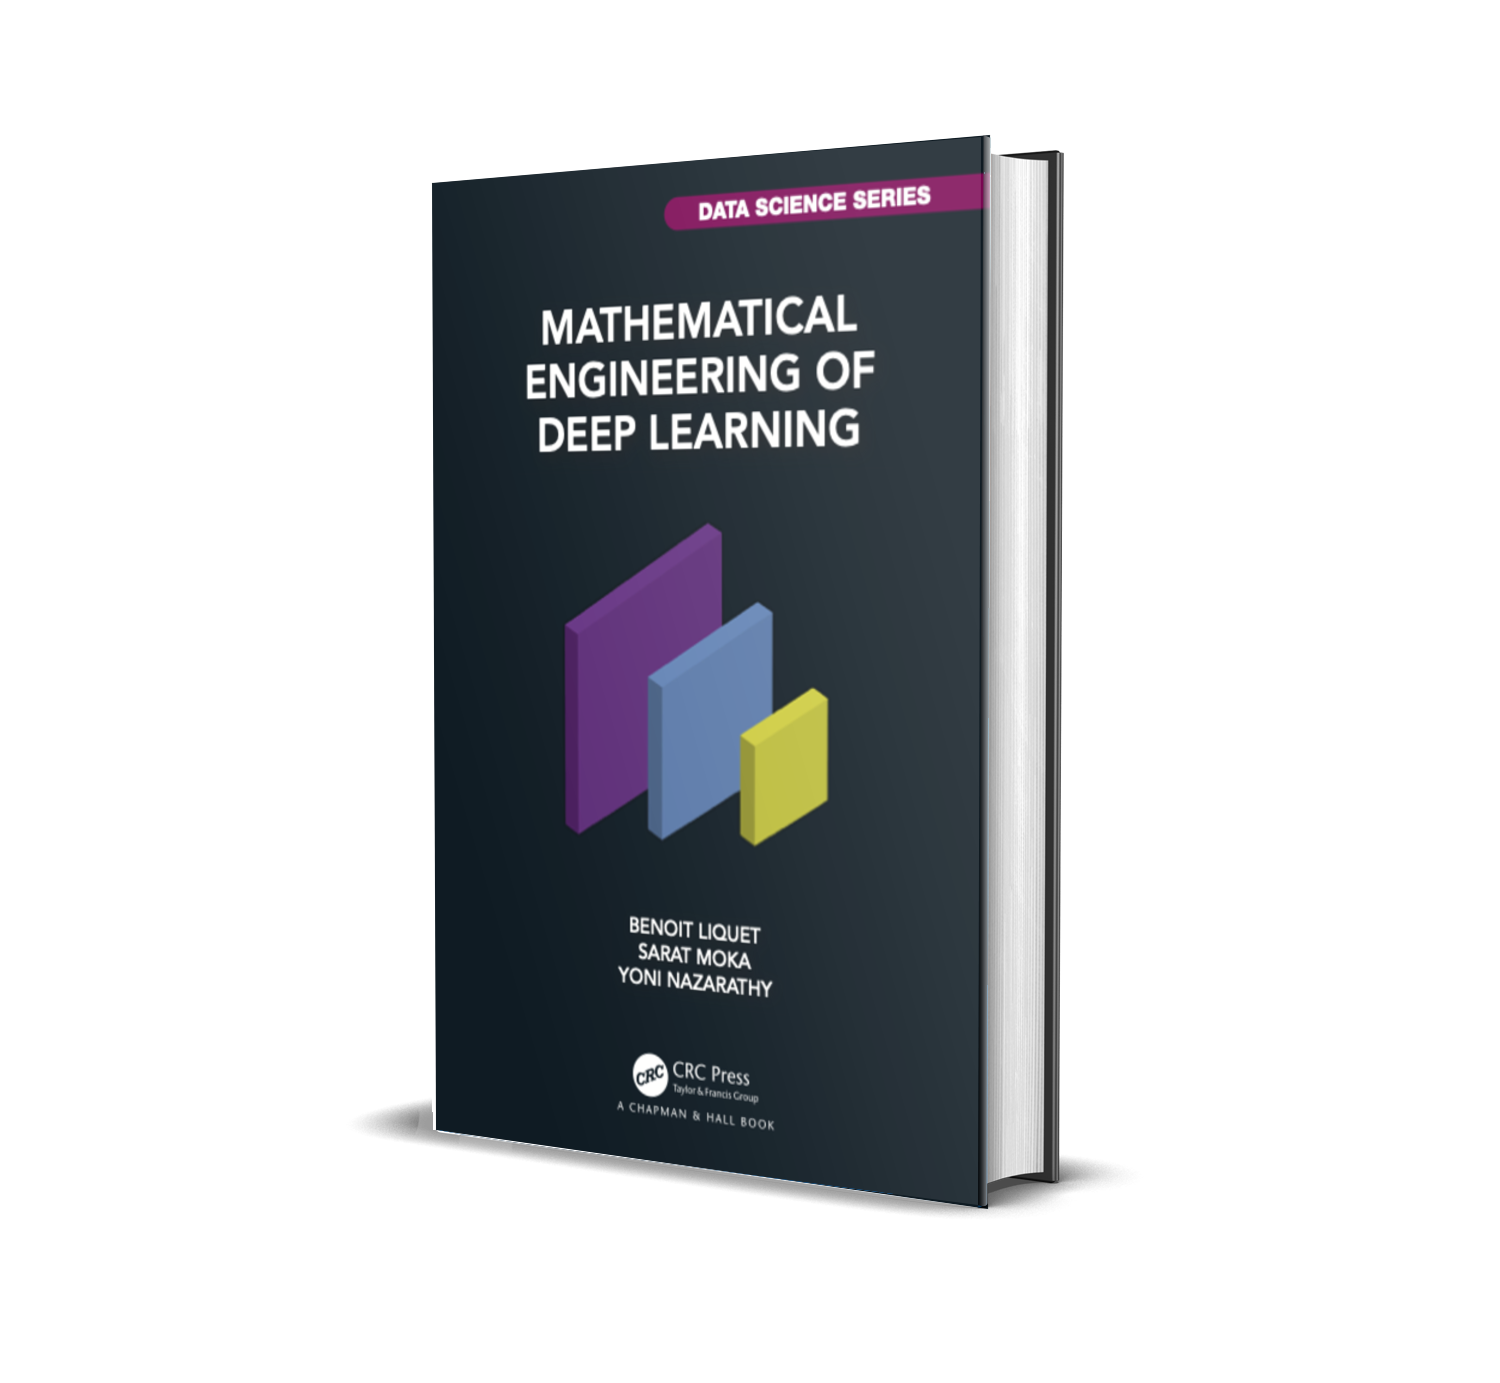 DATA SCIENCE SERIES
MATHEMATICAL
ENGINEERING OF
DEEP LEARNING
BENOIT LIQUET
SARAT MOKA
YONI NAZARATHY
CRC CRC Press
Taylor & Francis Group
A CHAPMAN & HALL BOOK